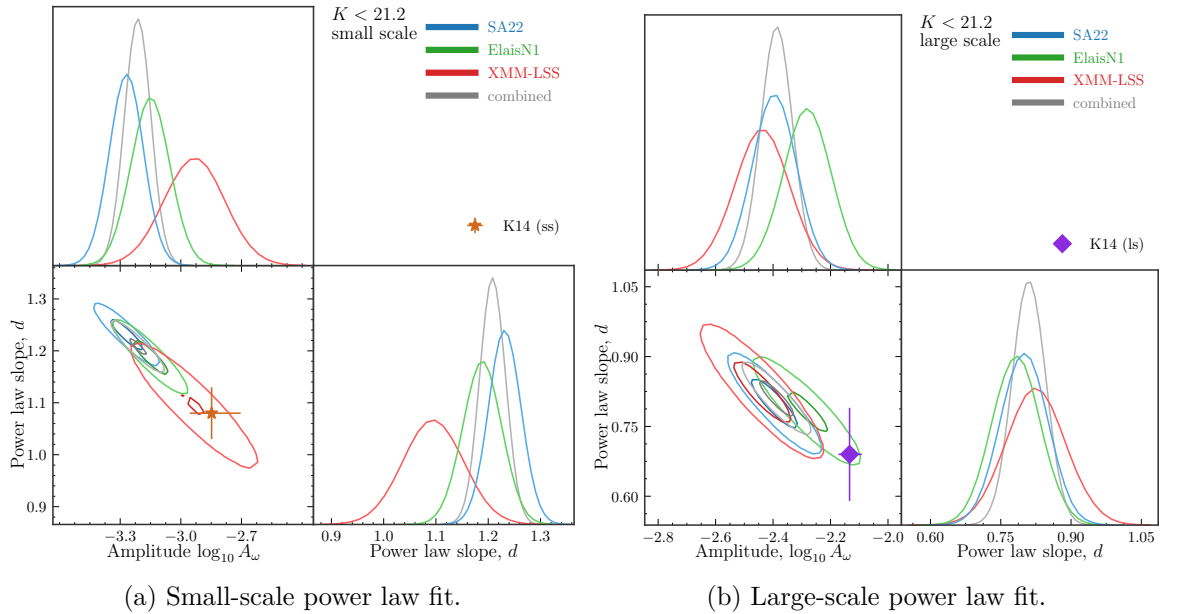 K < 21.2
small scale
SA22
ElaisN1
XMM-LSS
combined
K14 (ss)
1.3
1.2
1.1
1.0
0.9
Power law slope, d
−3.3 −3.0 −2.7
Amplitude log₁₀ A_ω
0.9 1.0 1.1 1.2 1.3
Power law slope, d
(a) Small-scale power law fit.
K < 21.2
large scale
SA22
ElaisN1
XMM-LSS
combined
K14 (ls)
1.05
0.90
0.75
0.60
Power law slope, d
−2.8 −2.6 −2.4 −2.2 −2.0
Amplitude, log₁₀ A_ω
0.60 0.75 0.90 1.05
Power law slope, d
(b) Large-scale power law fit.